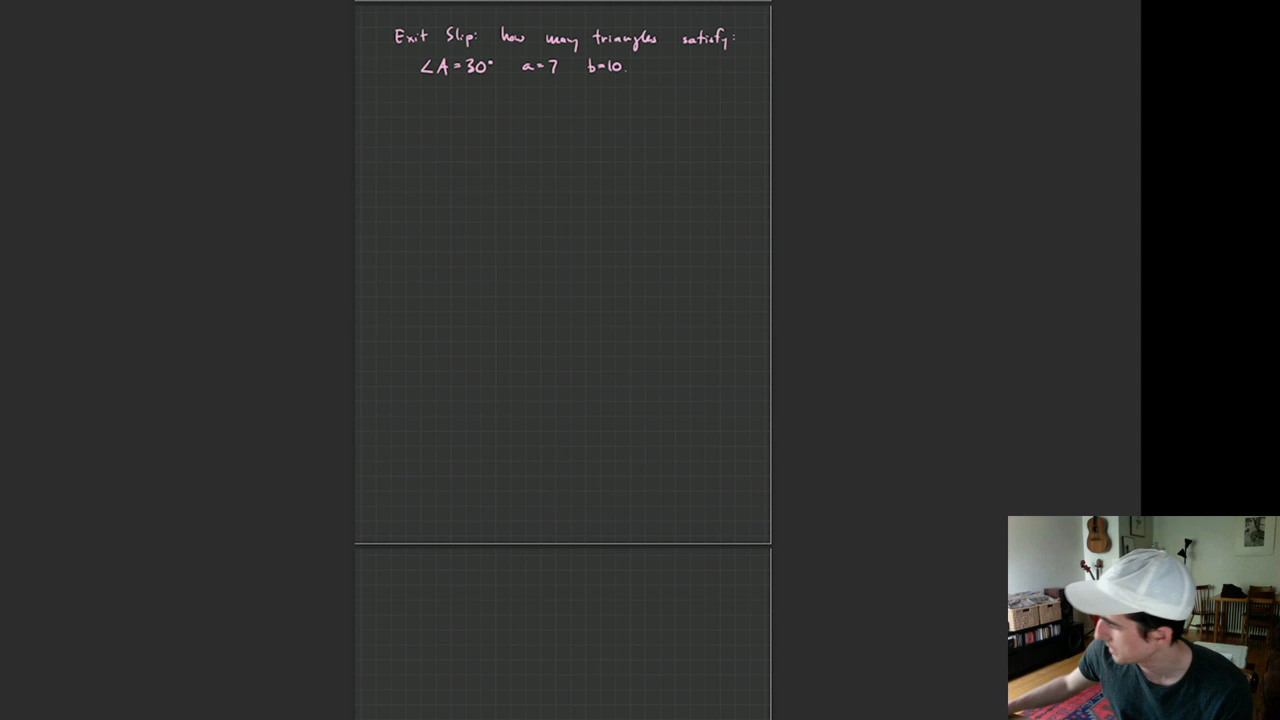 Exit Slip: how many triangles satisfy:
∠A = 30° a = 7 b = 10.